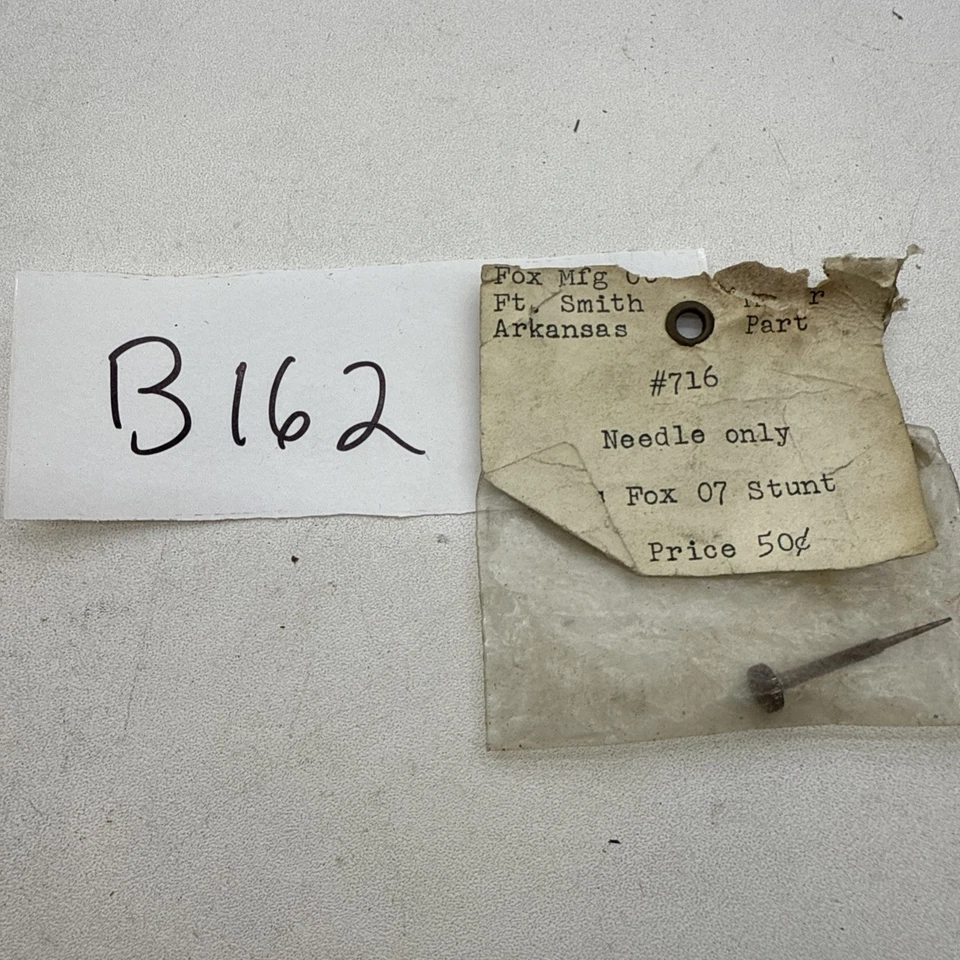 B162
Fox Mfg
Ft. Smith
Arkansas
Part
#716
Needle only
Fox 07 Stunt
Price 50¢